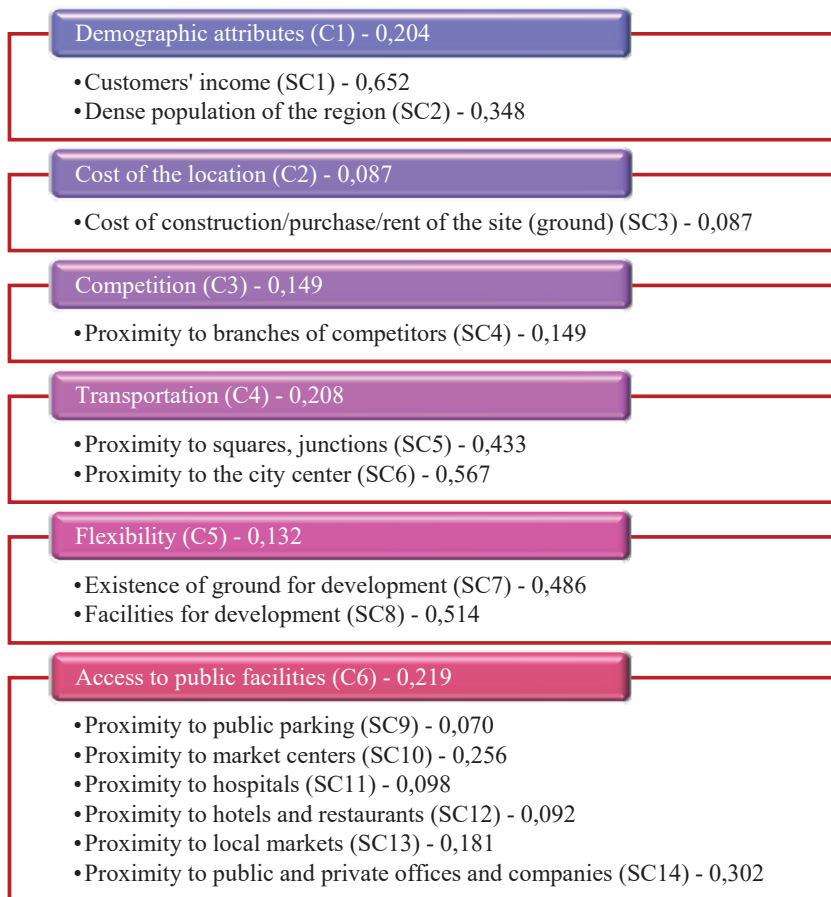 Demographic attributes (C1) - 0,204
•Customers' income (SC1) - 0,652
•Dense population of the region (SC2) - 0,348
Cost of the location (C2) - 0,087
•Cost of construction/purchase/rent of the site (ground) (SC3) - 0,087
Competition (C3) - 0,149
•Proximity to branches of competitors (SC4) - 0,149
Transportation (C4) - 0,208
•Proximity to squares, junctions (SC5) - 0,433
•Proximity to the city center (SC6) - 0,567
Flexibility (C5) - 0,132
•Existence of ground for development (SC7) - 0,486
•Facilities for development (SC8) - 0,514
Access to public facilities (C6) - 0,219
•Proximity to public parking (SC9) - 0,070
•Proximity to market centers (SC10) - 0,256
•Proximity to hospitals (SC11) - 0,098
•Proximity to hotels and restaurants (SC12) - 0,092
•Proximity to local markets (SC13) - 0,181
•Proximity to public and private offices and companies (SC14) - 0,302